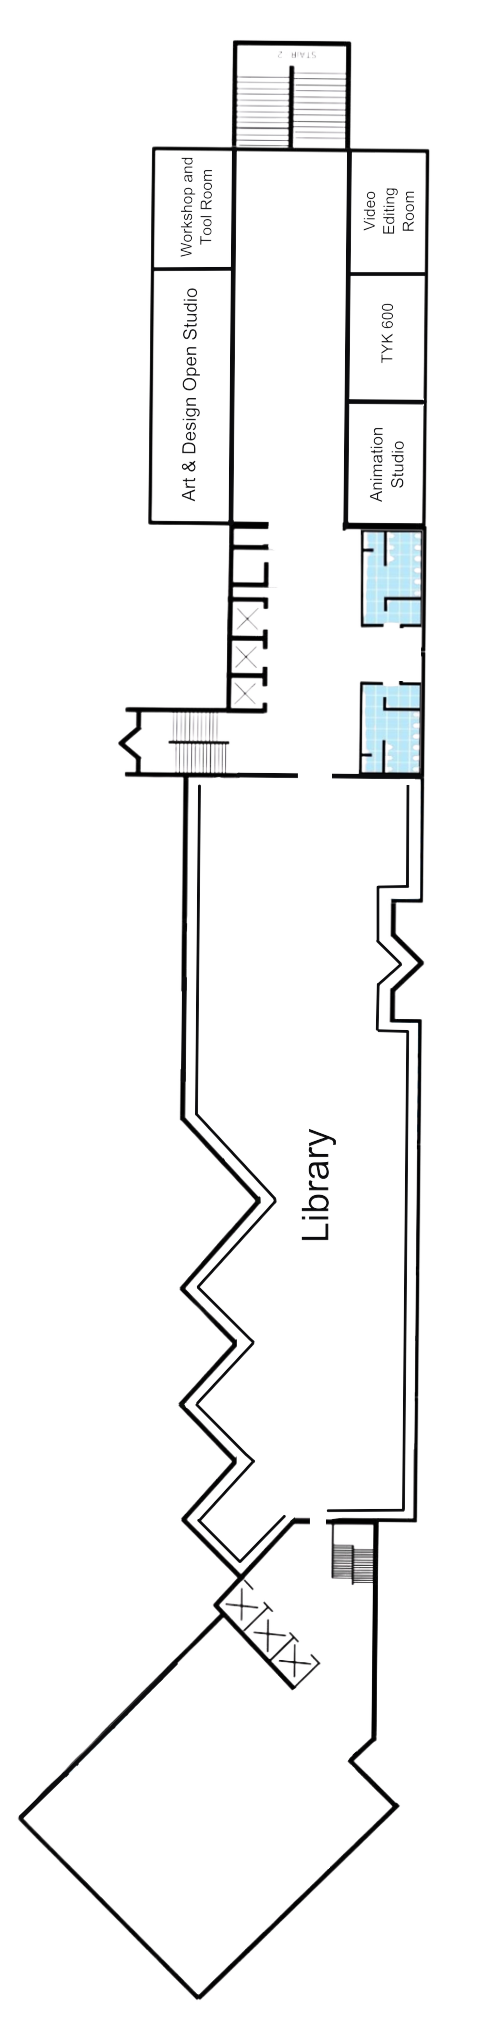 STAIR 2
Workshop and
Tool Room
Video
Editing
Room
Art & Design Open Studio
TYK 600
Animation
Studio
Library